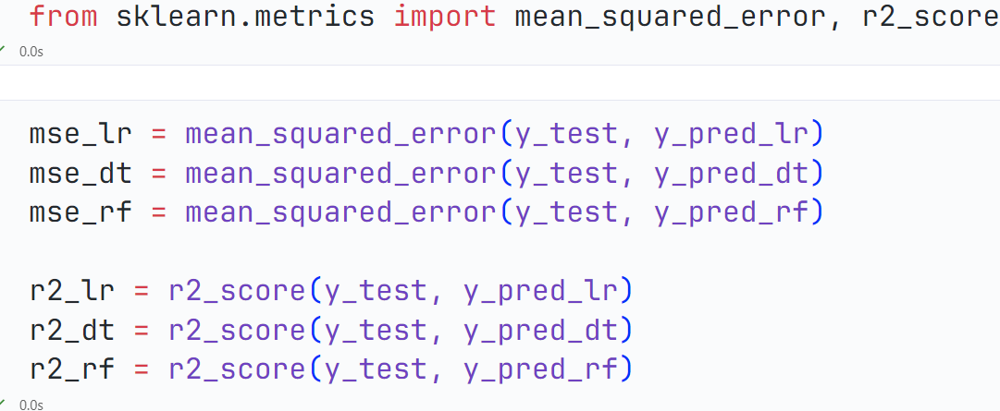 from sklearn.metrics import mean_squared_error, r2_score
0.0s
mse_lr = mean_squared_error(y_test, y_pred_lr)
mse_dt = mean_squared_error(y_test, y_pred_dt)
mse_rf = mean_squared_error(y_test, y_pred_rf)
r2_lr = r2_score(y_test, y_pred_lr)
r2_dt = r2_score(y_test, y_pred_dt)
r2_rf = r2_score(y_test, y_pred_rf)
0.0s